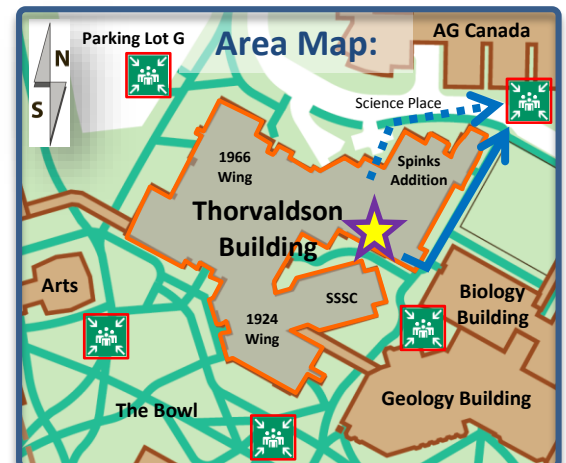 Area Map:
AG Canada
Parking Lot G
N
S
Science Place
1966
Wing
Spinks
Addition
Thorvaldson
Building
Arts
SSSC
Biology
Building
1924
Wing
The Bowl
Geology Building